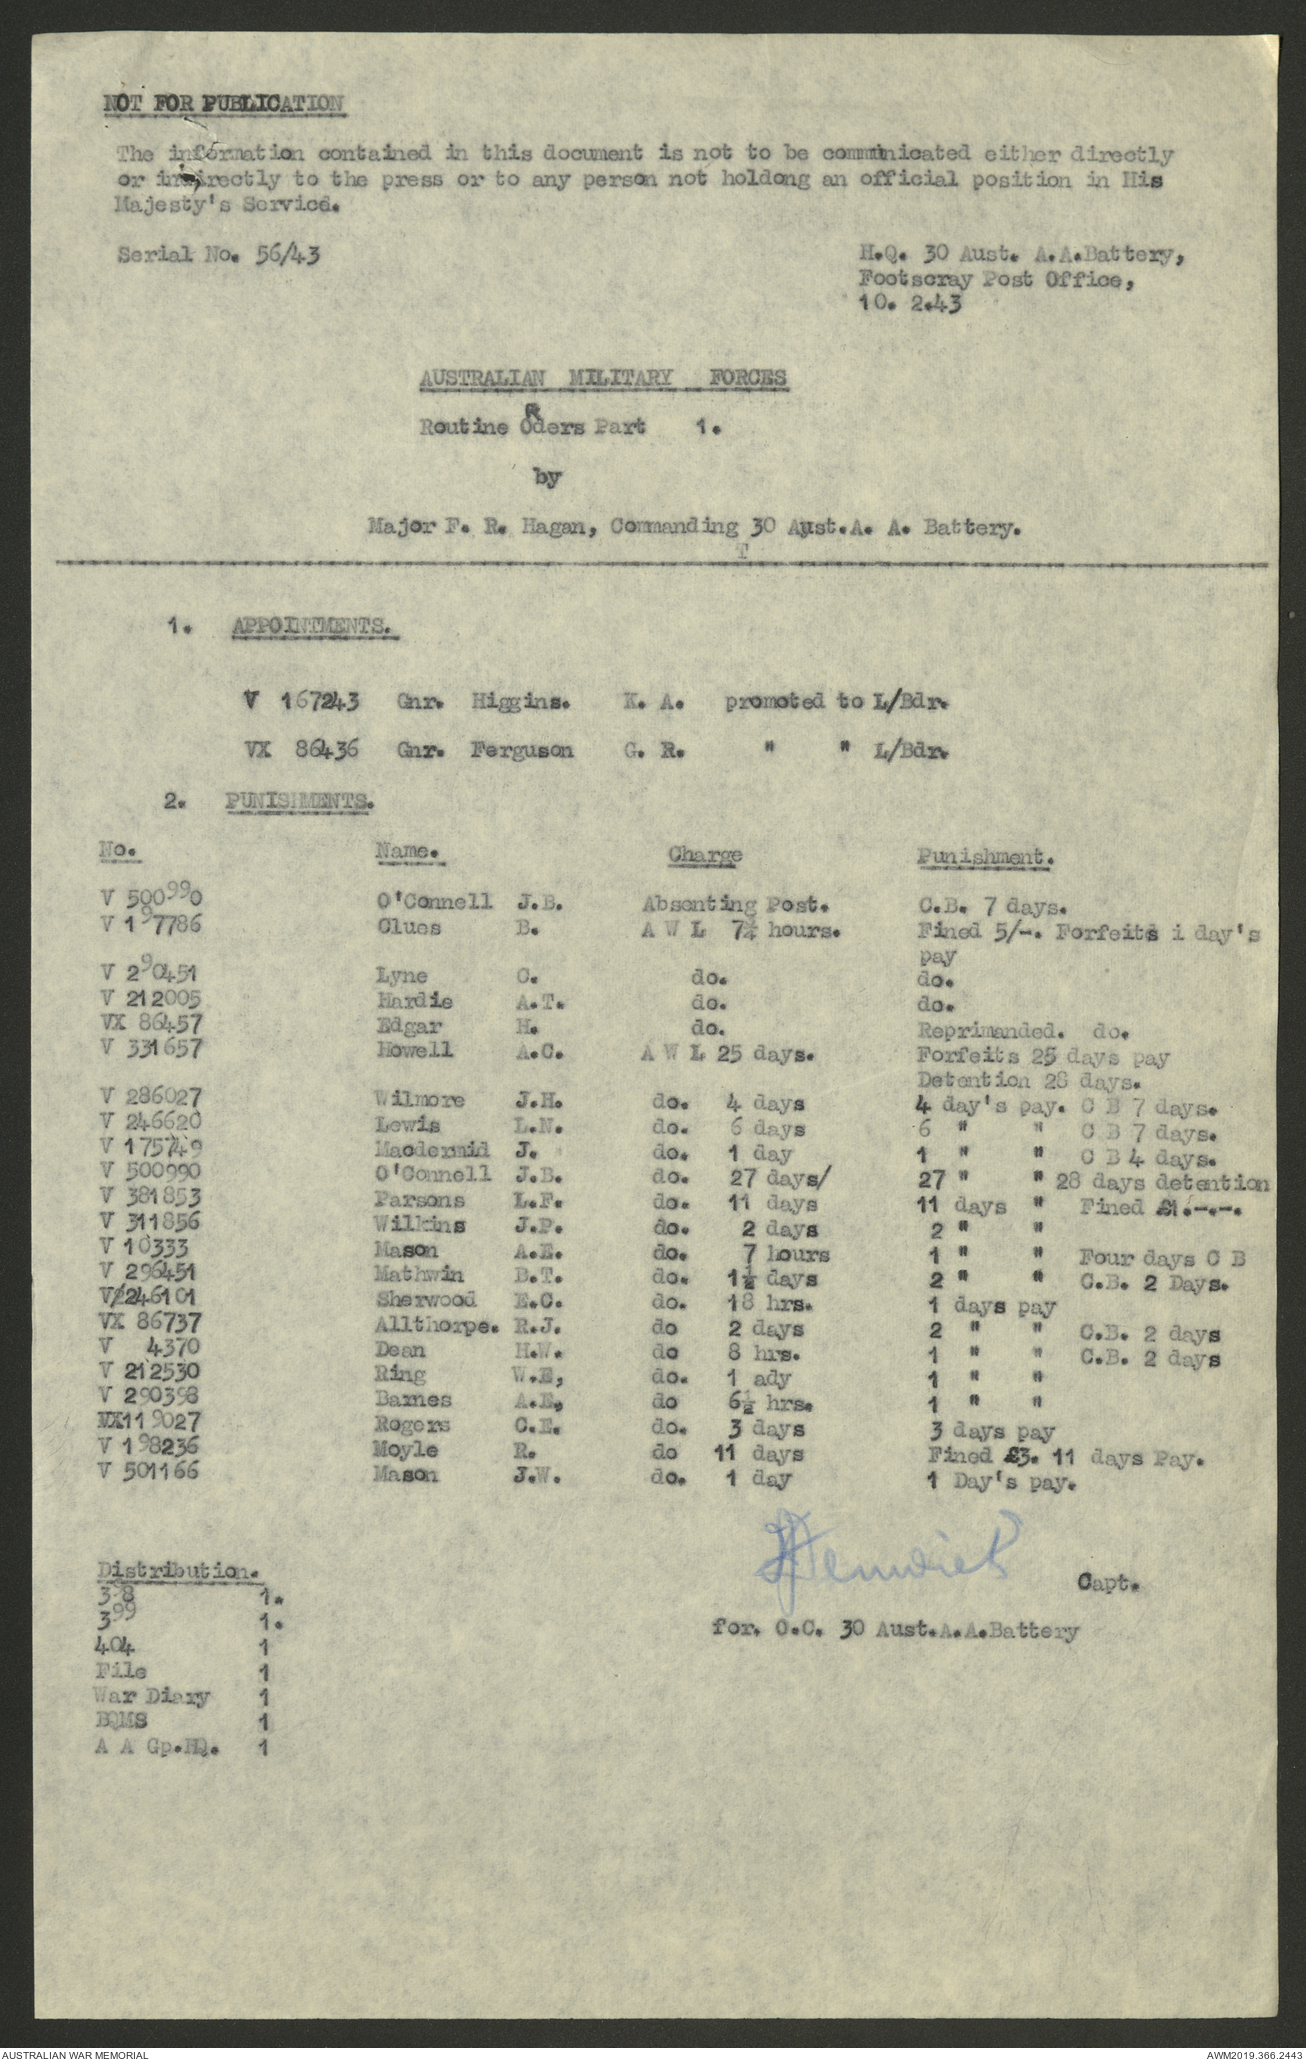 NOT FOR PUBLICATION
The information contained in this document is not to be communicated either directly
or indirectly to the press or to any person not holdong an official position in His
Majesty's Service.
Serial No. 56/43
H.Q. 30 Aust. A.A.Battery,
Footscray Post Office,
10. 2.43
AUSTRALIAN MILITARY FORCES
R
Routine Oders Part 1.
by
Major F. R. Hagan, Commanding 30 Aust.A. A. Battery.
T
1. APPOINTMENTS.
V 167243 Gnr. Higgins. K. A. promoted to L/Bdr.
VX 86436 Gnr. Ferguson G. R. " " L/Bdr.
2. PUNISHMENTS.
No. Name. Charge Punishment.
V 500990 O'Connell J.B. Absenting Post. C.B. 7 days.
V 197786 Clues B. A W L 7¼ hours. Fined 5/-. Forfeits i day's
pay
V 290451 Lyne C. do. do.
V 212005 Hardie A.T. do. do.
VX 86457 Edgar H. do. Reprimanded. do.
V 331657 Howell A.C. A W L 25 days. Forfeits 25 days pay
Detention 28 days.
V 286027 Wilmore J.H. do. 4 days 4 day's pay. C B 7 days.
V 246620 Lewis L.N. do. 6 days 6 " " C B 7 days.
V 175749 Macdermid J. do. 1 day 1 " " C B 4 days.
V 500990 O'Connell J.B. do. 27 days/ 27 " " 28 days detention
V 381853 Parsons L.F. do. 11 days 11 days " Fined £1.-.-.
V 311856 Wilkins J.P. do. 2 days 2 " "
V 10333 Mason A.E. do. 7 hours 1 " " Four days C B
V 296451 Mathwin B.T. do. 1½ days 2 " " C.B. 2 Days.
V/246101 Sherwood E.C. do. 18 hrs. 1 days pay
VX 86737 Allthorpe. R.J. do 2 days 2 " " C.B. 2 days
V 4370 Dean H.W. do 8 hrs. 1 " " C.B. 2 days
V 212530 Ring W.E, do. 1 ady 1 " "
V 290398 Barnes A.E, do 6½ hrs. 1 " "
NX119027 Rogers C.E. do. 3 days 3 days pay
V 198236 Moyle R. do 11 days Fined £3. 11 days Pay.
V 501166 Mason J.W. do. 1 day 1 Day's pay.
Fenwick Capt.
for. O.C. 30 Aust.A.A.Battery
Distribution.
398 1.
399 1.
404 1
File 1
War Diary 1
BQMS 1
A A Gp.HQ. 1
AUSTRALIAN WAR MEMORIAL
AWM2019.366.2443